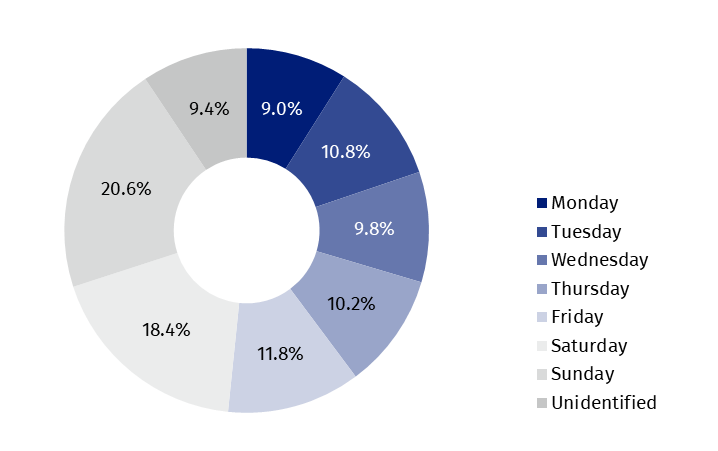 9.4%
9.0%
10.8%
20.6%
9.8%
10.2%
18.4%
11.8%
Monday
Tuesday
Wednesday
Thursday
Friday
Saturday
Sunday
Unidentified